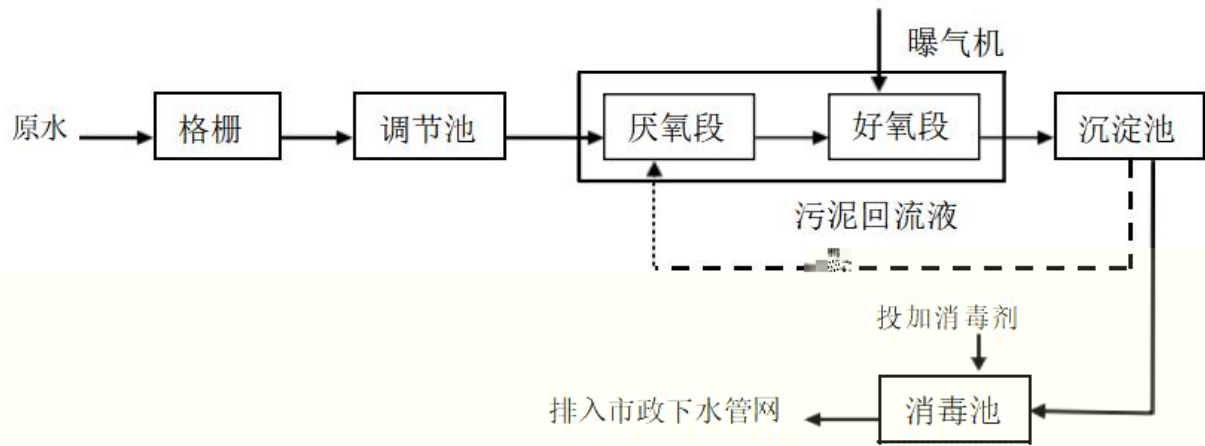 曝气机
原水
格栅
调节池
厌氧段
好氧段
沉淀池
污泥回流液
投加消毒剂
排入市政下水管网
消毒池